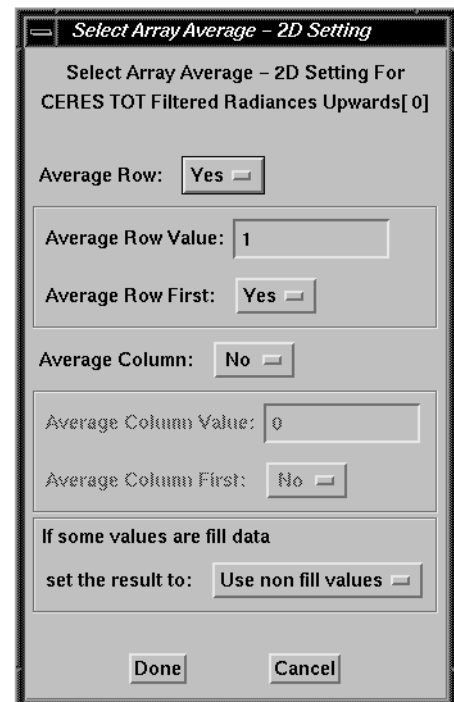 Select Array Average – 2D Setting
Select Array Average – 2D Setting For
CERES TOT Filtered Radiances Upwards[ 0]
Average Row: Yes
Average Row Value: 1
Average Row First: Yes
Average Column: No
Average Column Value: 0
Average Column First: No
If some values are fill data
set the result to: Use non fill values
Done Cancel